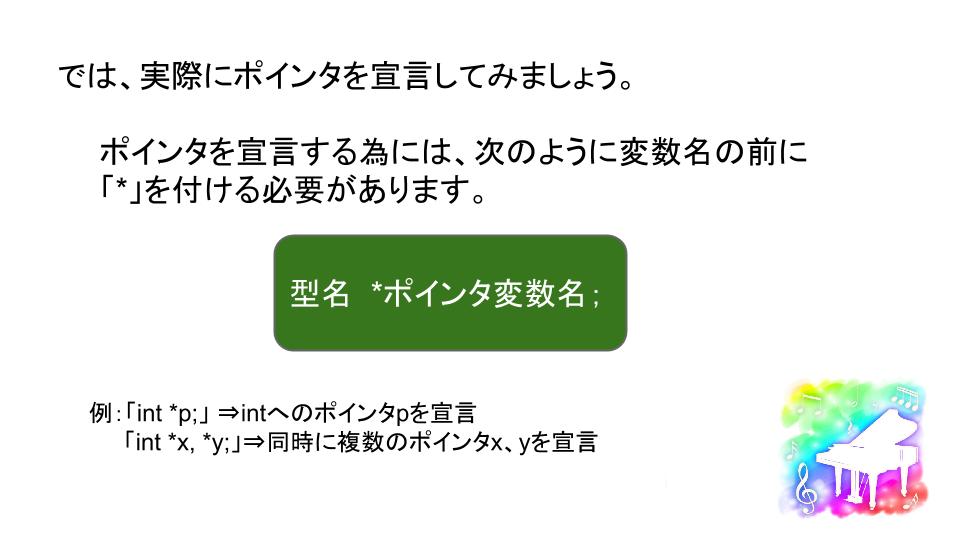 では、実際にポインタを宣言してみましょう。
ポインタを宣言する為には、次のように変数名の前に
「*」を付ける必要があります。
型名　*ポインタ変数名；
例：「int *p;」 ⇒intへのポインタpを宣言
「int *x, *y;」⇒同時に複数のポインタx、yを宣言